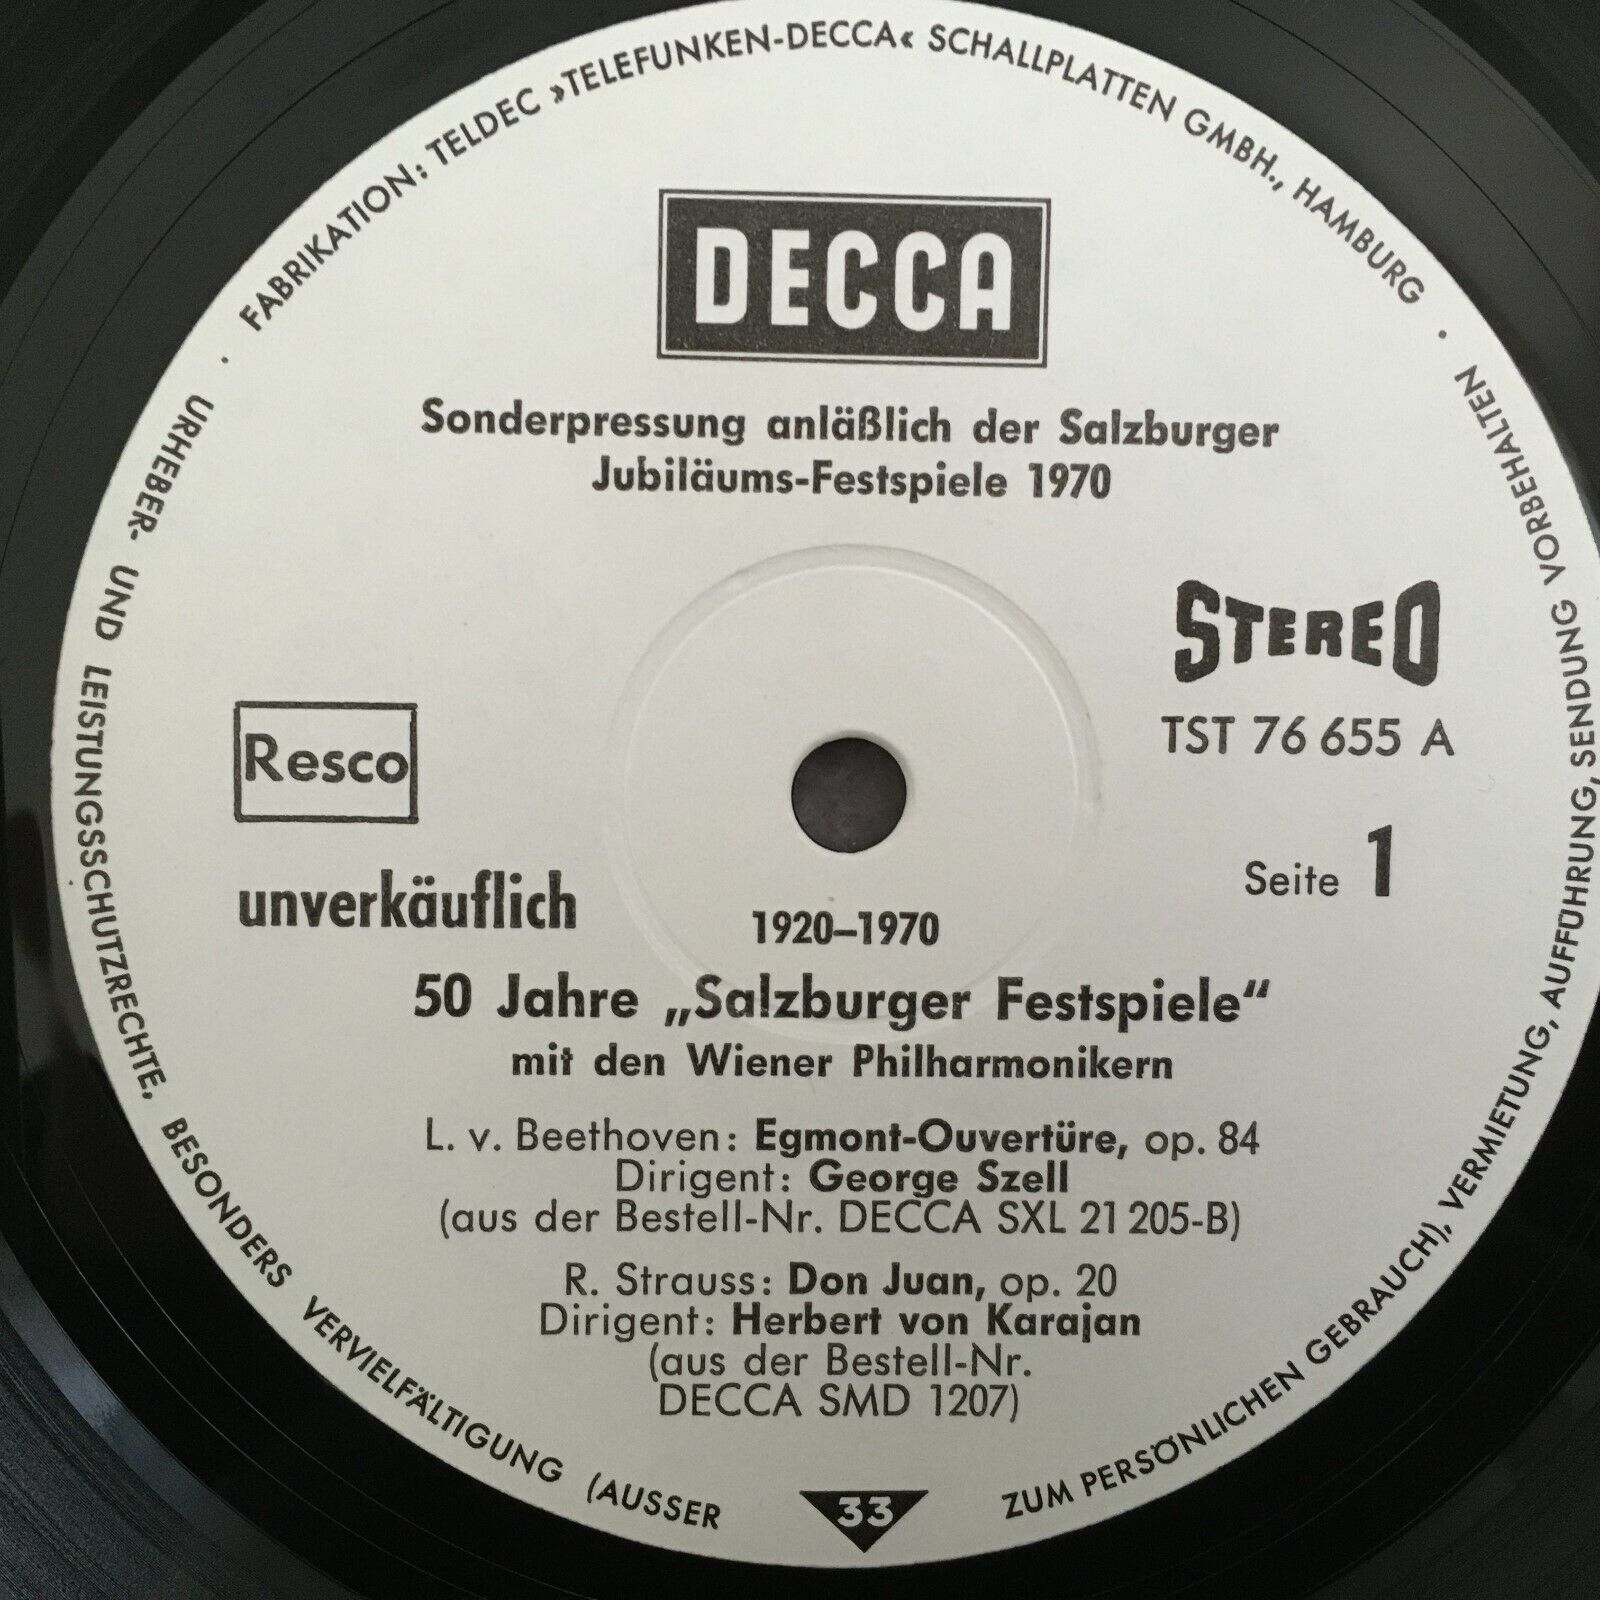 FABRIKATION: TELDEC »TELEFUNKEN-DECCA« SCHALLPLATTEN GMBH., HAMBURG ·
DECCA
Sonderpressung anläßlich der Salzburger
Jubiläums-Festspiele 1970
STEREO
TST 76 655 A
Resco
Seite 1
unverkäuflich
1920–1970
50 Jahre „Salzburger Festspiele“
mit den Wiener Philharmonikern
L. v. Beethoven: Egmont-Ouvertüre, op. 84
Dirigent: George Szell
(aus der Bestell-Nr. DECCA SXL 21 205-B)
R. Strauss: Don Juan, op. 20
Dirigent: Herbert von Karajan
(aus der Bestell-Nr.
DECCA SMD 1207)
33
· URHEBER- UND LEISTUNGSSCHUTZRECHTE, BESONDERS VERVIELFÄLTIGUNG (AUSSER ZUM PERSÖNLICHEN GEBRAUCH), VERMIETUNG, AUFFÜHRUNG, SENDUNG VORBEHALTEN